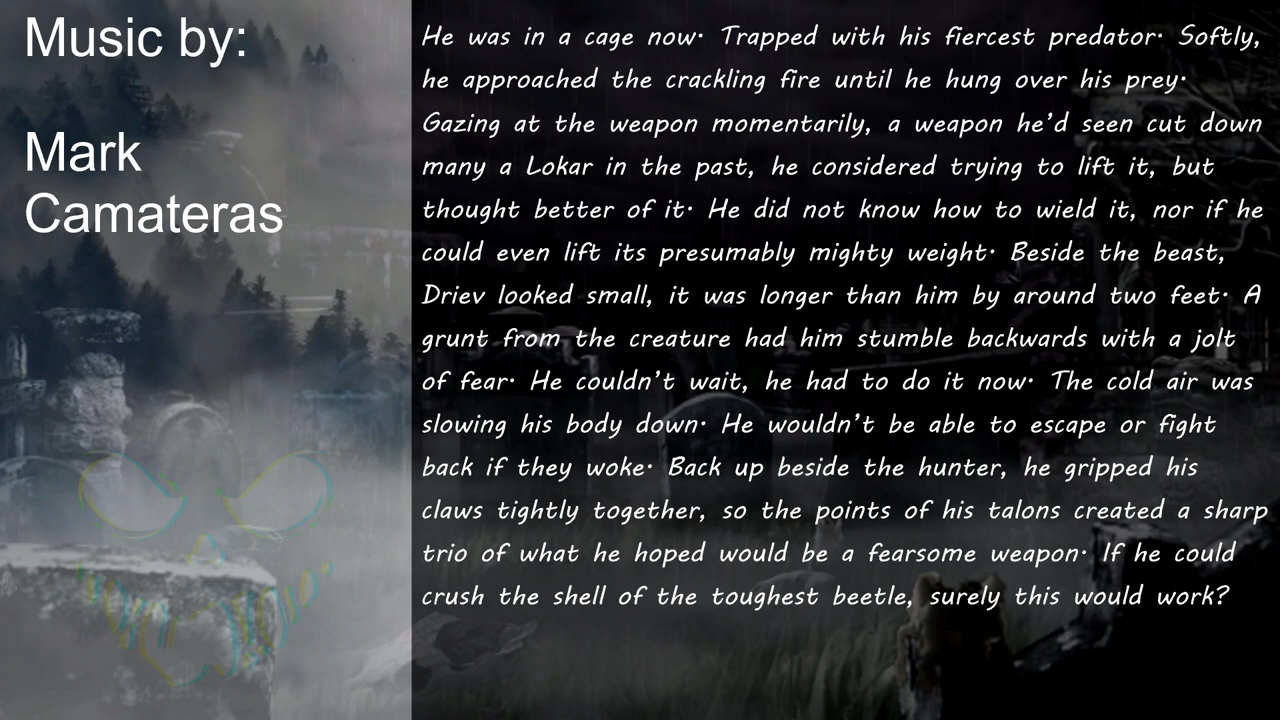 Music by:
Mark
Camateras
He was in a cage now. Trapped with his fiercest predator. Softly,
he approached the crackling fire until he hung over his prey.
Gazing at the weapon momentarily, a weapon he’d seen cut down
many a Lokar in the past, he considered trying to lift it, but
thought better of it. He did not know how to wield it, nor if he
could even lift its presumably mighty weight. Beside the beast,
Driev looked small, it was longer than him by around two feet. A
grunt from the creature had him stumble backwards with a jolt
of fear. He couldn’t wait, he had to do it now. The cold air was
slowing his body down. He wouldn’t be able to escape or fight
back if they woke. Back up beside the hunter, he gripped his
claws tightly together, so the points of his talons created a sharp
trio of what he hoped would be a fearsome weapon. If he could
crush the shell of the toughest beetle, surely this would work?